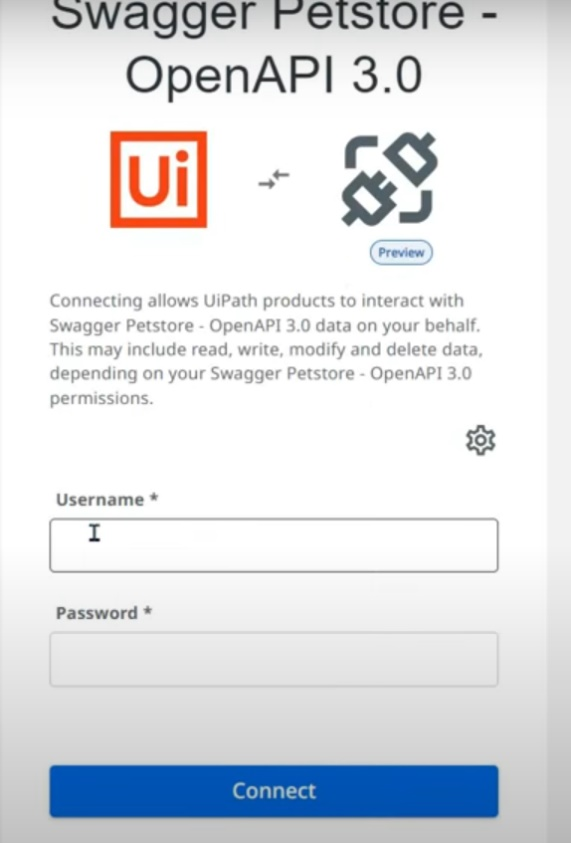 Swagger Petstore -
OpenAPI 3.0
Ui
Preview
Connecting allows UiPath products to interact with
Swagger Petstore - OpenAPI 3.0 data on your behalf.
This may include read, write, modify and delete data,
depending on your Swagger Petstore - OpenAPI 3.0
permissions.
Username *
Password *
Connect